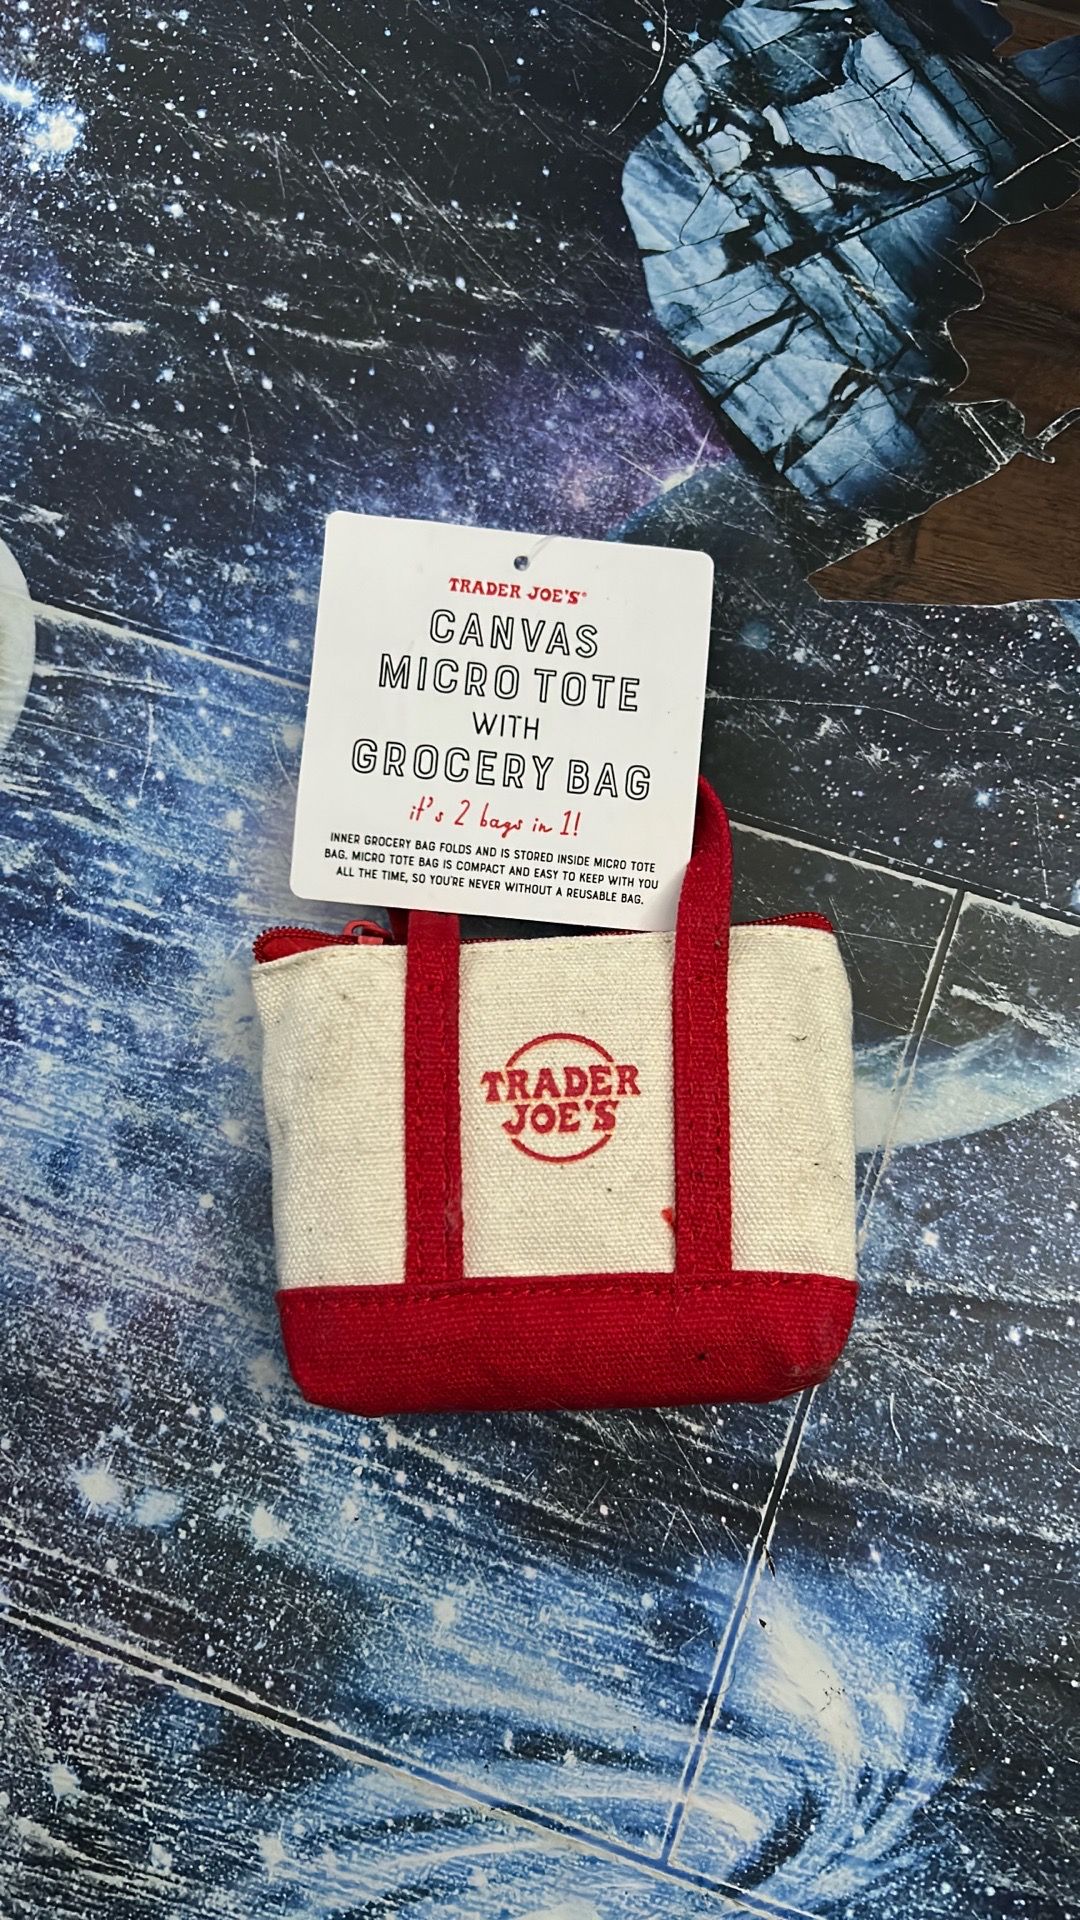 TRADER JOE'S®
CANVAS
MICRO TOTE
WITH
GROCERY BAG
it's 2 bags in 1!
INNER GROCERY BAG FOLDS AND IS STORED INSIDE MICRO TOTE
BAG. MICRO TOTE BAG IS COMPACT AND EASY TO KEEP WITH YOU
ALL THE TIME, SO YOU'RE NEVER WITHOUT A REUSABLE BAG.
TRADER
JOE'S